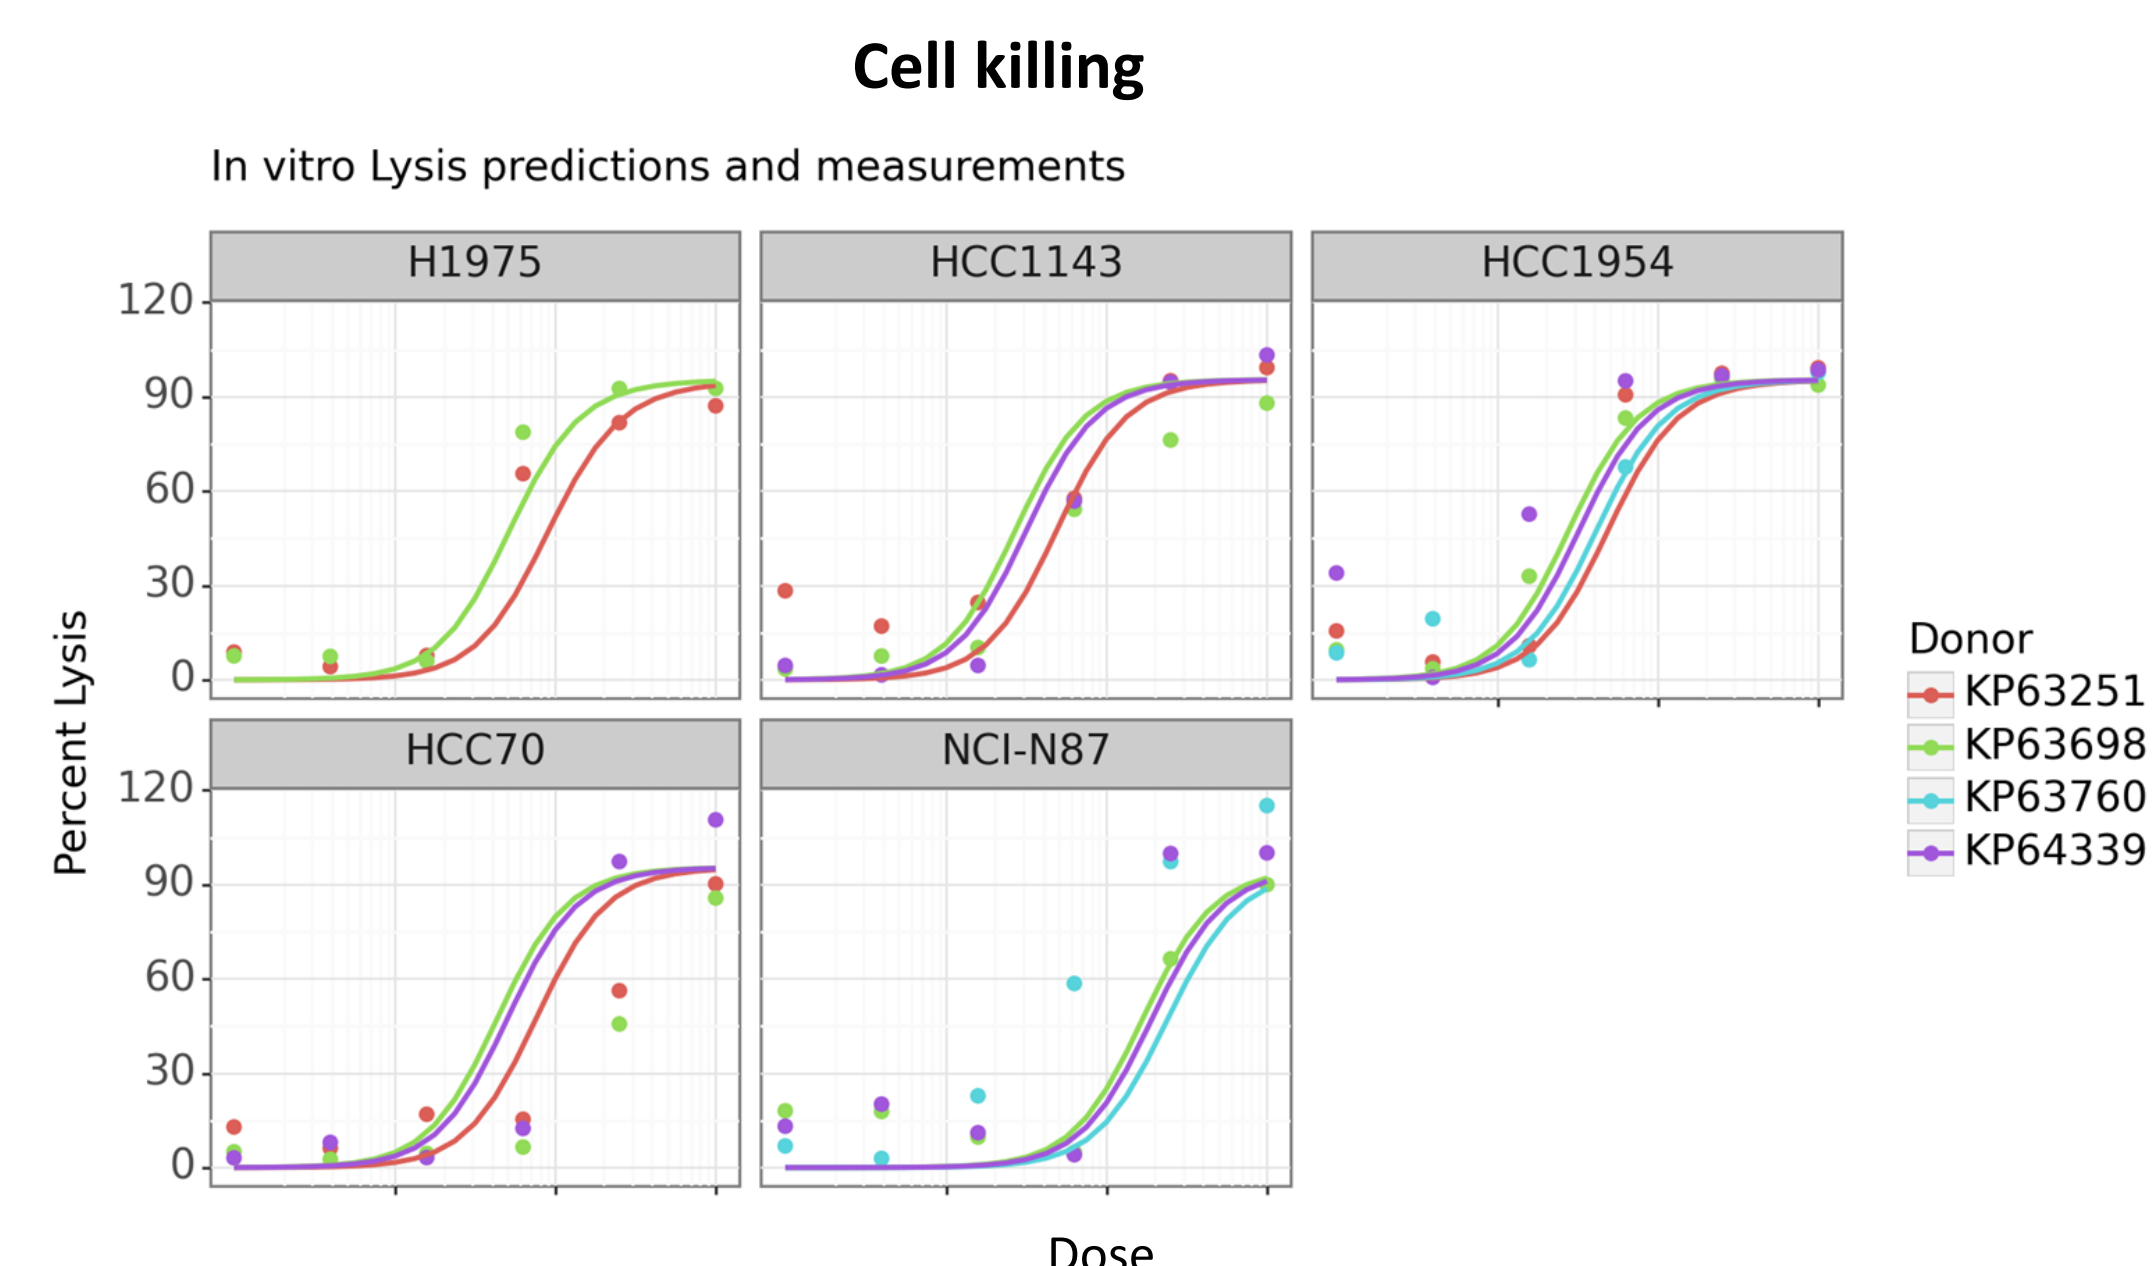 Cell killing
In vitro Lysis predictions and measurements
H1975
HCC1143
HCC1954
120
90
60
30
0
HCC70
NCI-N87
120
90
60
30
0
Percent Lysis
Dose
Donor
KP63251
KP63698
KP63760
KP64339